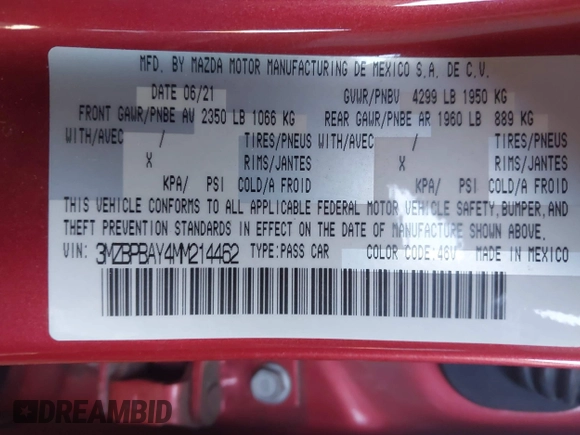 MFD. BY MAZDA MOTOR MANUFACTURING DE MEXICO S.A. DE C.V.
DATE 06/21 GVWR/PNBV 4299 LB 1950 KG
FRONT GAWR/PNBE AV 2350 LB 1066 KG REAR GAWR/PNBE AR 1960 LB 889 KG
WITH/AVEC / TIRES/PNEUS WITH/AVEC / TIRES/PNEUS
X RIMS/JANTES X RIMS/JANTES
KPA/ PSI COLD/A FROID KPA/ PSI COLD/A FROID
THIS VEHICLE CONFORMS TO ALL APPLICABLE FEDERAL MOTOR VEHICLE SAFETY, BUMPER, AND
THEFT PREVENTION STANDARDS IN EFFECT ON THE DATE OF MANUFACTURE SHOWN ABOVE.
VIN: 3MZBPBAY4MM214462 TYPE:PASS CAR COLOR CODE:46V MADE IN MEXICO
DREAMBID